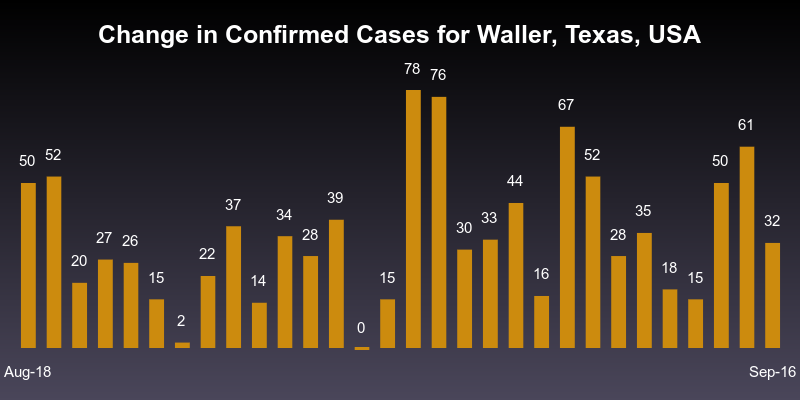 Change in Confirmed Cases for Waller, Texas, USA
50 52 20 27 26 15 2 22 37 14 34 28 39 0 15 78 76 30 33 44 16 67 52 28 35 18 15 50 61 32
Aug-18 Sep-16